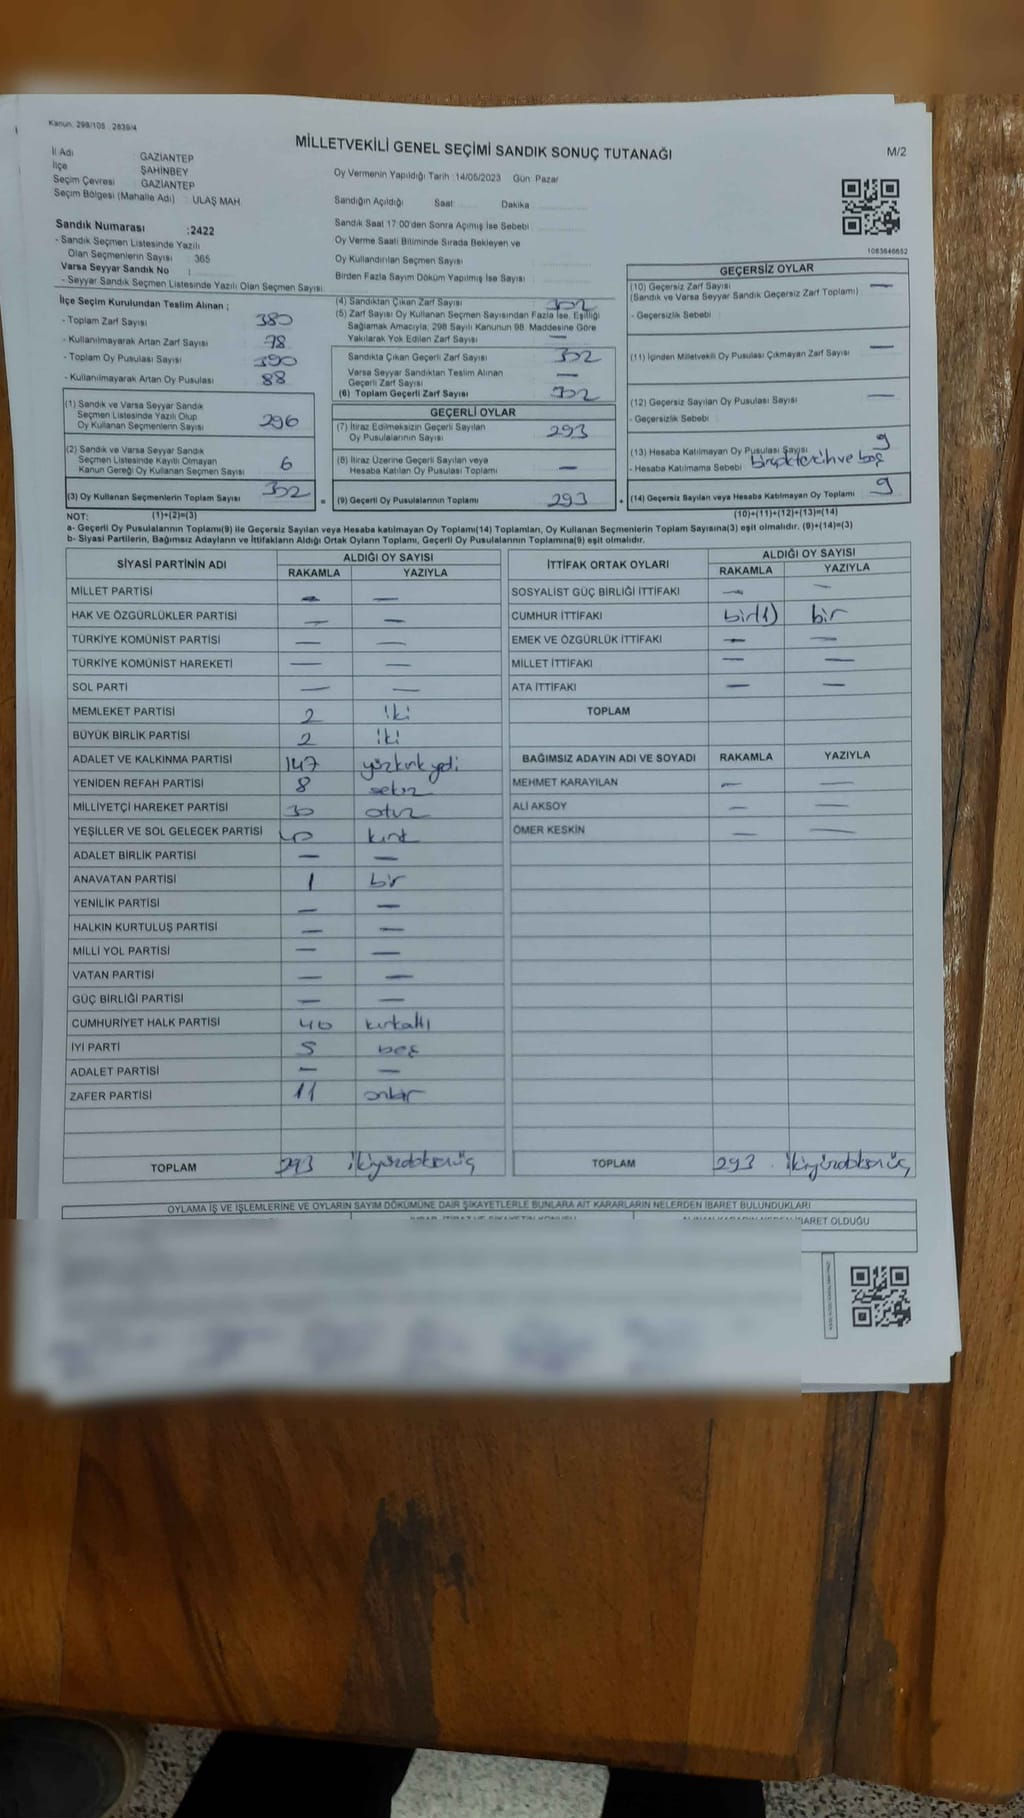 Kanun. 298/105 . 2839/4
MİLLETVEKİLİ GENEL SEÇİMİ SANDIK SONUÇ TUTANAĞI
M/2
İl Adı : GAZİANTEP
İlçe : ŞAHİNBEY
Seçim Çevresi : GAZİANTEP
Seçim Bölgesi (Mahalle Adı) : ULAŞ MAH
Oy Vermenin Yapıldığı Tarih :14/05/2023 Gün: Pazar
Sandığın Açıldığı Saat: Dakika
Sandık Saat 17:00'den Sonra Açımış İse Sebebi
Oy Verme Saati Bitiminde Sırada Bekleyen ve
Oy Kullandırılan Seçmen Sayısı
Birden Fazla Sayım Döküm Yapılmış İse Sayısı
Sandık Numarası :2422
- Sandık Seçmen Listesinde Yazılı
Olan Seçmenlerin Sayısı : 365
Varsa Seyyar Sandık No :
- Seyyar Sandık Seçmen Listesinde Yazılı Olan Seçmen Sayısı
1083646652
İlçe Seçim Kurulundan Teslim Alınan ;
- Toplam Zarf Sayısı 380
- Kullanılmayarak Artan Zarf Sayısı 78
- Toplam Oy Pusulası Sayısı 390
- Kullanılmayarak Artan Oy Pusulası 88
(1) Sandık ve Varsa Seyyar Sandık
Seçmen Listesinde Yazılı Olup
Oy Kullanan Seçmenlerin Sayısı 296
(2) Sandık ve Varsa Seyyar Sandık
Seçmen Listesinde Kayıtlı Olmayan
Kanun Gereği Oy Kullanan Seçmen Sayısı 6
(3) Oy Kullanan Seçmenlerin Toplam Sayısı 302 =
(4) Sandıktan Çıkan Zarf Sayısı 302
(5) Zarf Sayısı Oy Kullanan Seçmen Sayısından Fazla İse, Eşitliği
Sağlamak Amacıyla, 298 Sayılı Kanunun 98. Maddesine Göre
Yakılarak Yok Edilen Zarf Sayısı —
Sandıkta Çıkan Geçerli Zarf Sayısı 302
Varsa Seyyar Sandıktan Teslim Alınan
Geçerli Zarf Sayısı —
(6) Toplam Geçerli Zarf Sayısı 302
GEÇERLİ OYLAR
(7) İtiraz Edilmeksizin Geçerli Sayılan
Oy Pusulalarının Sayısı 293
(8) İtiraz Üzerine Geçerli Sayılan veya
Hesaba Katılan Oy Pusulası Toplamı —
(9) Geçerli Oy Pusulalarının Toplamı 293 +
GEÇERSİZ OYLAR
(10) Geçersiz Zarf Sayısı —
(Sandık ve Varsa Seyyar Sandık Geçersiz Zarf Toplamı)
- Geçersizlik Sebebi :
(11) İçinden Milletvekili Oy Pusulası Çıkmayan Zarf Sayısı —
(12) Geçersiz Sayılan Oy Pusulası Sayısı —
- Geçersizlik Sebebi
(13) Hesaba Katılmayan Oy Pusulası Sayısı 9
- Hesaba Katılmama Sebebi ve boş
(14) Geçersiz Sayılan veya Hesaba Katılmayan Oy Toplamı 9
NOT: (1)+(2)=(3)
(10)+(11)+(12)+(13)=(14)
a- Geçerli Oy Pusulalarının Toplamı(9) ile Geçersiz Sayılan veya Hesaba katılmayan Oy Toplamı(14) Toplamları, Oy Kullanan Seçmenlerin Toplam Sayısına(3) eşit olmalıdır. (9)+(14)=(3)
b- Siyasi Partilerin, Bağımsız Adayların ve İttifakların Aldığı Ortak Oyların Toplamı, Geçerli Oy Pusulalarının Toplamına(9) eşit olmalıdır.
SİYASİ PARTİNİN ADI
ALDIĞI OY SAYISI
RAKAMLA YAZIYLA
MİLLET PARTİSİ — —
HAK VE ÖZGÜRLÜKLER PARTİSİ — —
TÜRKİYE KOMÜNİST PARTİSİ — —
TÜRKİYE KOMÜNİST HAREKETİ — —
SOL PARTİ — —
MEMLEKET PARTİSİ 2 iki
BÜYÜK BİRLİK PARTİSİ 2 iki
ADALET VE KALKINMA PARTİSİ 147 yüzkırkyedi
YENİDEN REFAH PARTİSİ 8 sekiz
MİLLİYETÇİ HAREKET PARTİSİ 30 otuz
YEŞİLLER VE SOL GELECEK PARTİSİ 40 kırk
ADALET BİRLİK PARTİSİ — —
ANAVATAN PARTİSİ 1 bir
YENİLİK PARTİSİ — —
HALKIN KURTULUŞ PARTİSİ — —
MİLLİ YOL PARTİSİ — —
VATAN PARTİSİ — —
GÜÇ BİRLİĞİ PARTİSİ — —
CUMHURİYET HALK PARTİSİ 46 kırkaltı
İYİ PARTİ 5 beş
ADALET PARTİSİ — —
ZAFER PARTİSİ 11 onbir
TOPLAM 293 ikiyüzdoksanüç
İTTİFAK ORTAK OYLARI
ALDIĞI OY SAYISI
RAKAMLA YAZIYLA
SOSYALİST GÜÇ BİRLİĞİ İTTİFAKI — —
CUMHUR İTTİFAKI bir(1) bir
EMEK VE ÖZGÜRLÜK İTTİFAKI — —
MİLLET İTTİFAKI — —
ATA İTTİFAKI — —
TOPLAM
BAĞIMSIZ ADAYIN ADI VE SOYADI RAKAMLA YAZIYLA
MEHMET KARAYILAN — —
ALİ AKSOY — —
ÖMER KESKİN — —
TOPLAM 293 ikiyüzdoksanüç
OYLAMA İŞ VE İŞLEMLERİNE VE OYLARIN SAYIM DÖKÜMÜNE DAİR ŞİKAYETLERLE BUNLARA AİT KARARLARIN NELERDEN İBARET BULUNDUKLARI
İBARET OLDUĞU